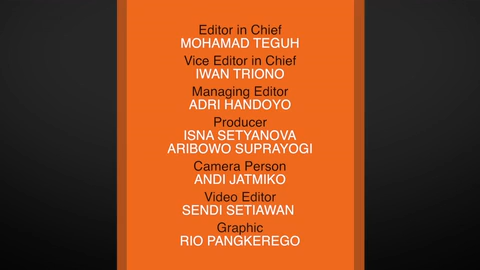 Editor in Chief
MOHAMAD TEGUH
Vice Editor in Chief
IWAN TRIONO
Managing Editor
ADRI HANDOYO
Producer
ISNA SETYANOVA
ARIBOWO SUPRAYOGI
Camera Person
ANDI JATMIKO
Video Editor
SENDI SETIAWAN
Graphic
RIO PANGKEREGO